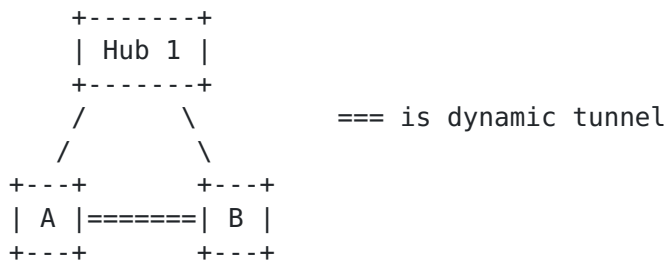 +-------+
| Hub 1 |
+-------+
/ \ === is dynamic tunnel
/ \
+---+ +---+
| A |=======| B |
+---+ +---+